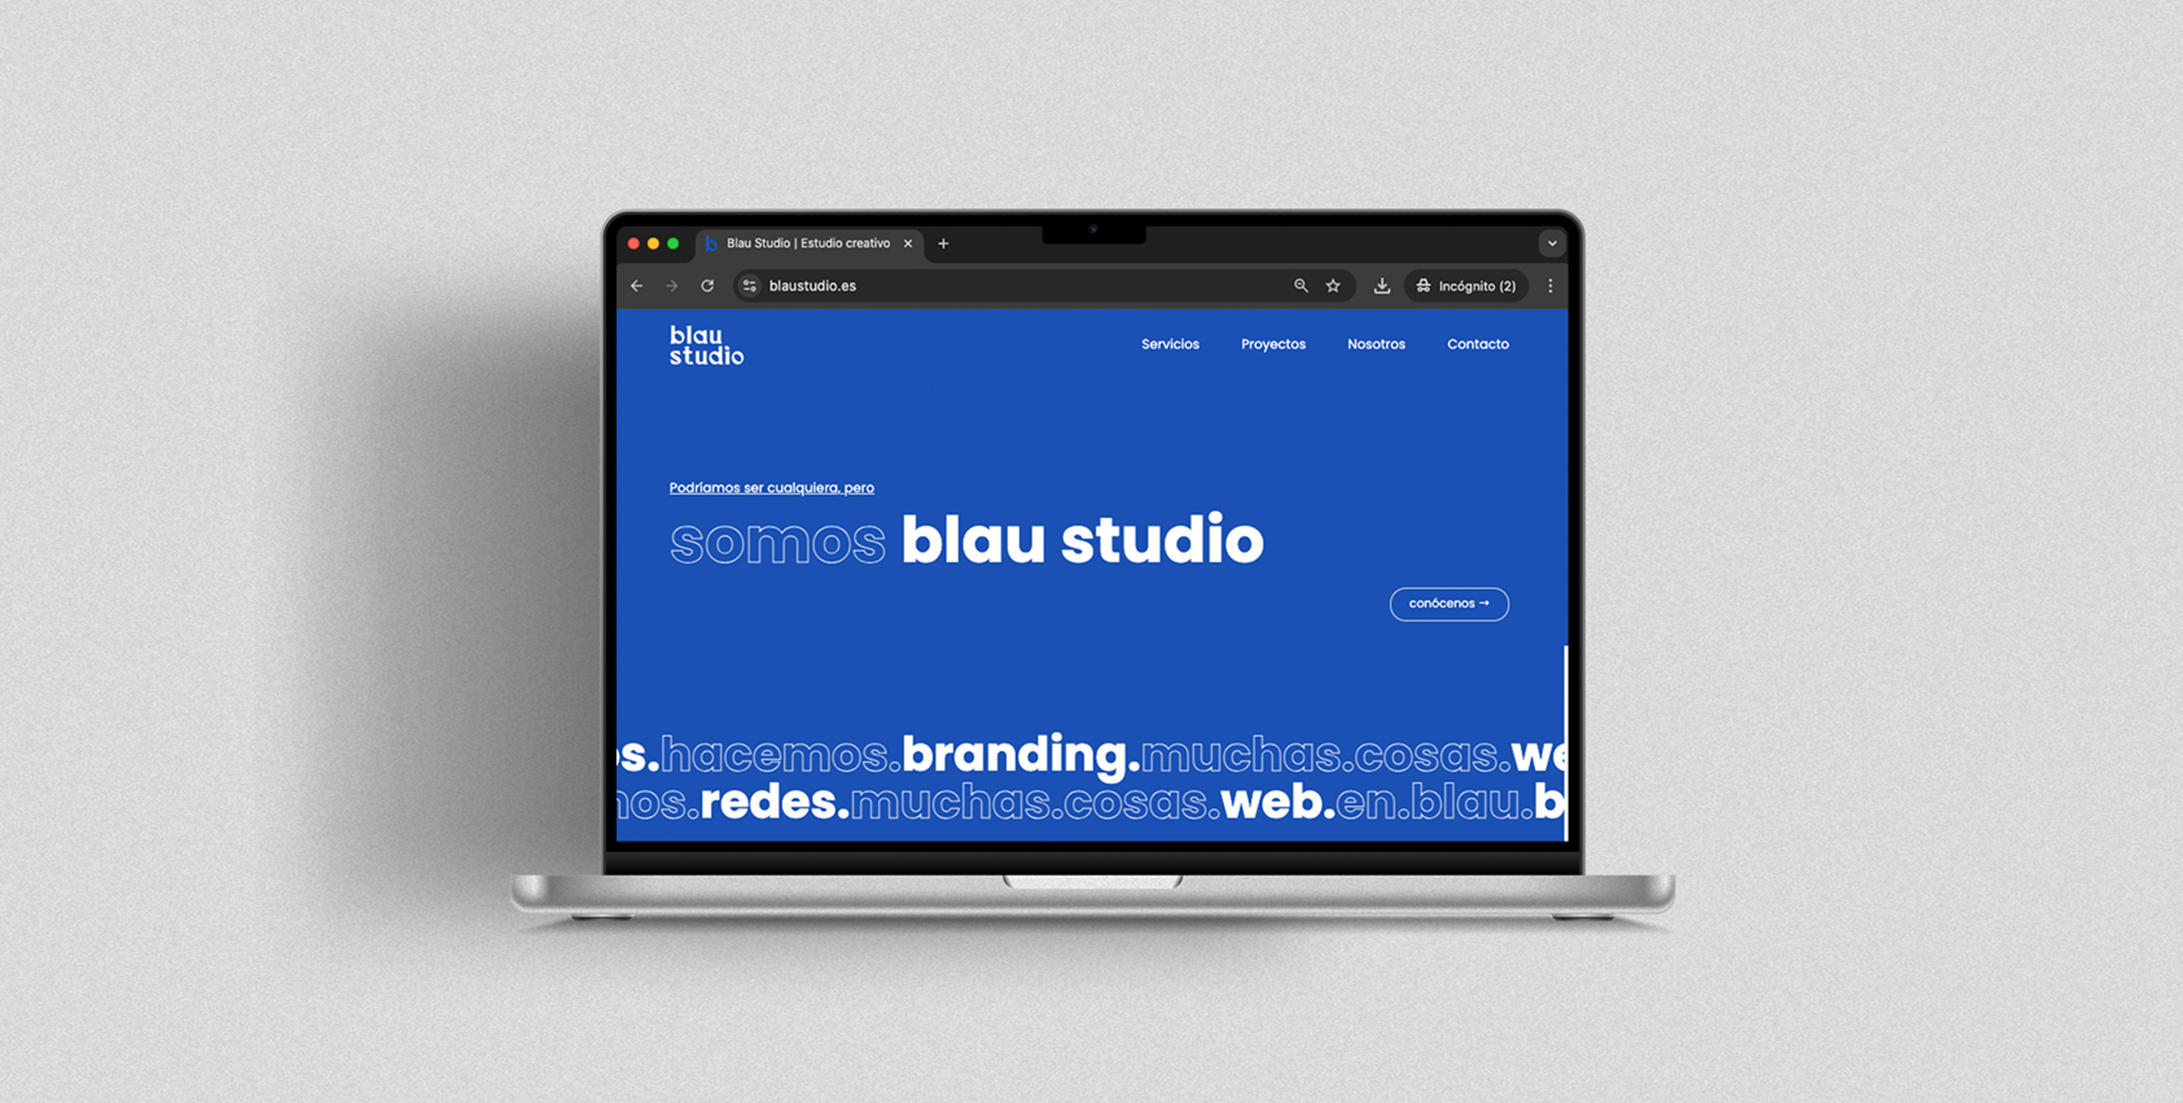 Blau Studio | Estudio creativo
blaustudio.es
Incógnito (2)
blau
studio
Servicios Proyectos Nosotros Contacto
Podríamos ser cualquiera, pero
somos blau studio
conócenos →
s.hacemos.branding.muchas.cosas.we
os.redes.muchas.cosas.web.en.blau.b